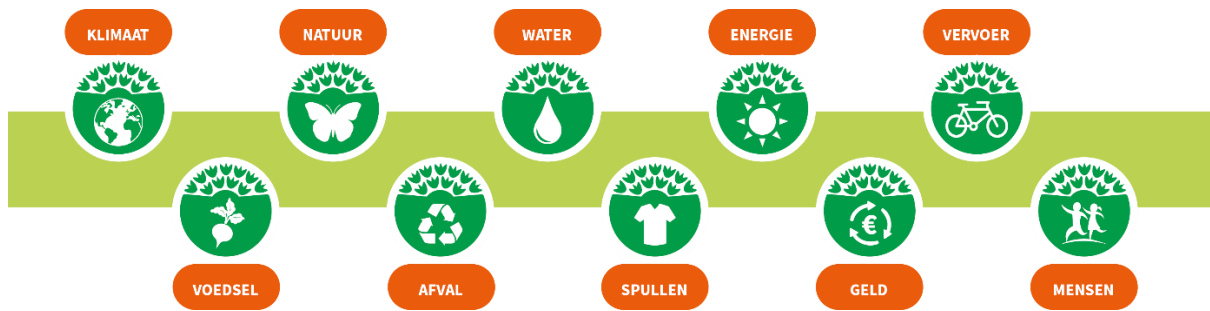 KLIMAAT
NATUUR
WATER
ENERGIE
VERVOER
€
VOEDSEL
AFVAL
SPULLEN
GELD
MENSEN